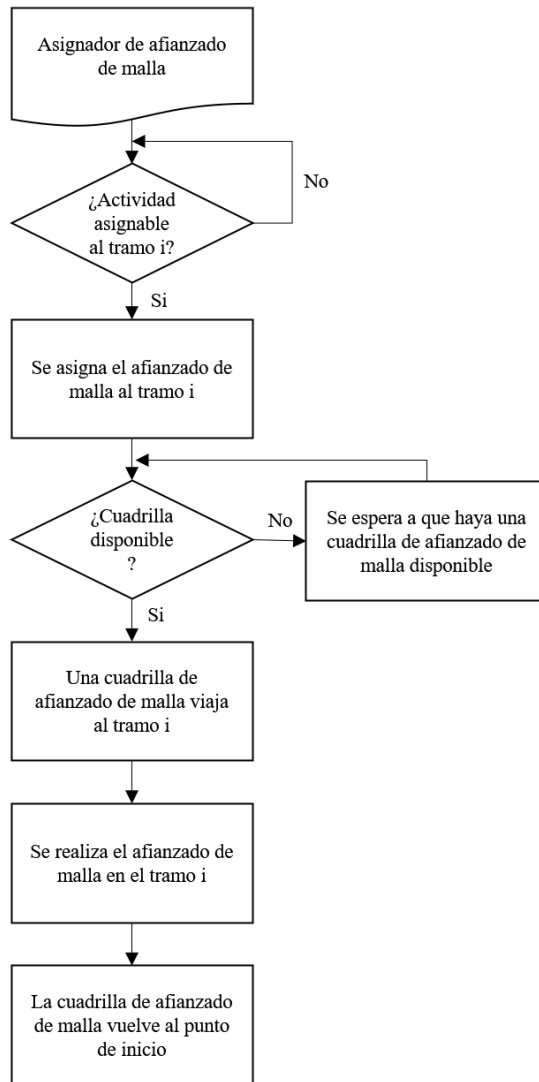 Asignador de afianzado
de malla
No
¿Actividad
asignable
al tramo i?
Si
Se asigna el afianzado de
malla al tramo i
¿Cuadrilla
disponible
?
No
Se espera a que haya una
cuadrilla de afianzado de
malla disponible
Si
Una cuadrilla de
afianzado de malla viaja
al tramo i
Se realiza el afianzado de
malla en el tramo i
La cuadrilla de afianzado
de malla vuelve al punto
de inicio